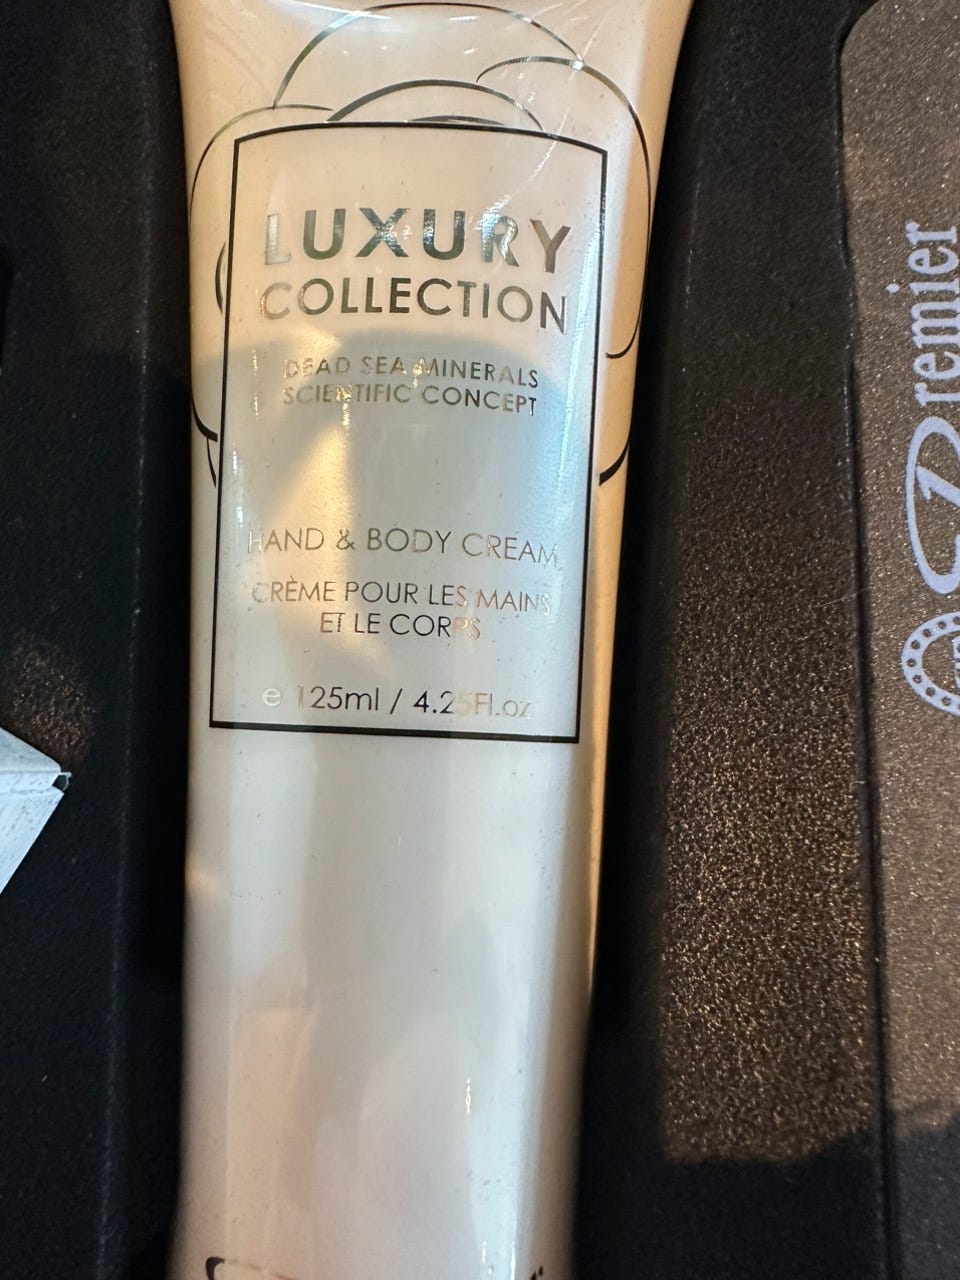 LUXURY
COLLECTION
DEAD SEA MINERALS
SCIENTIFIC CONCEPT
HAND & BODY CREAM
CRÈME POUR LES MAINS
ET LE CORPS
e 125ml / 4.25Fl.oz
Premier